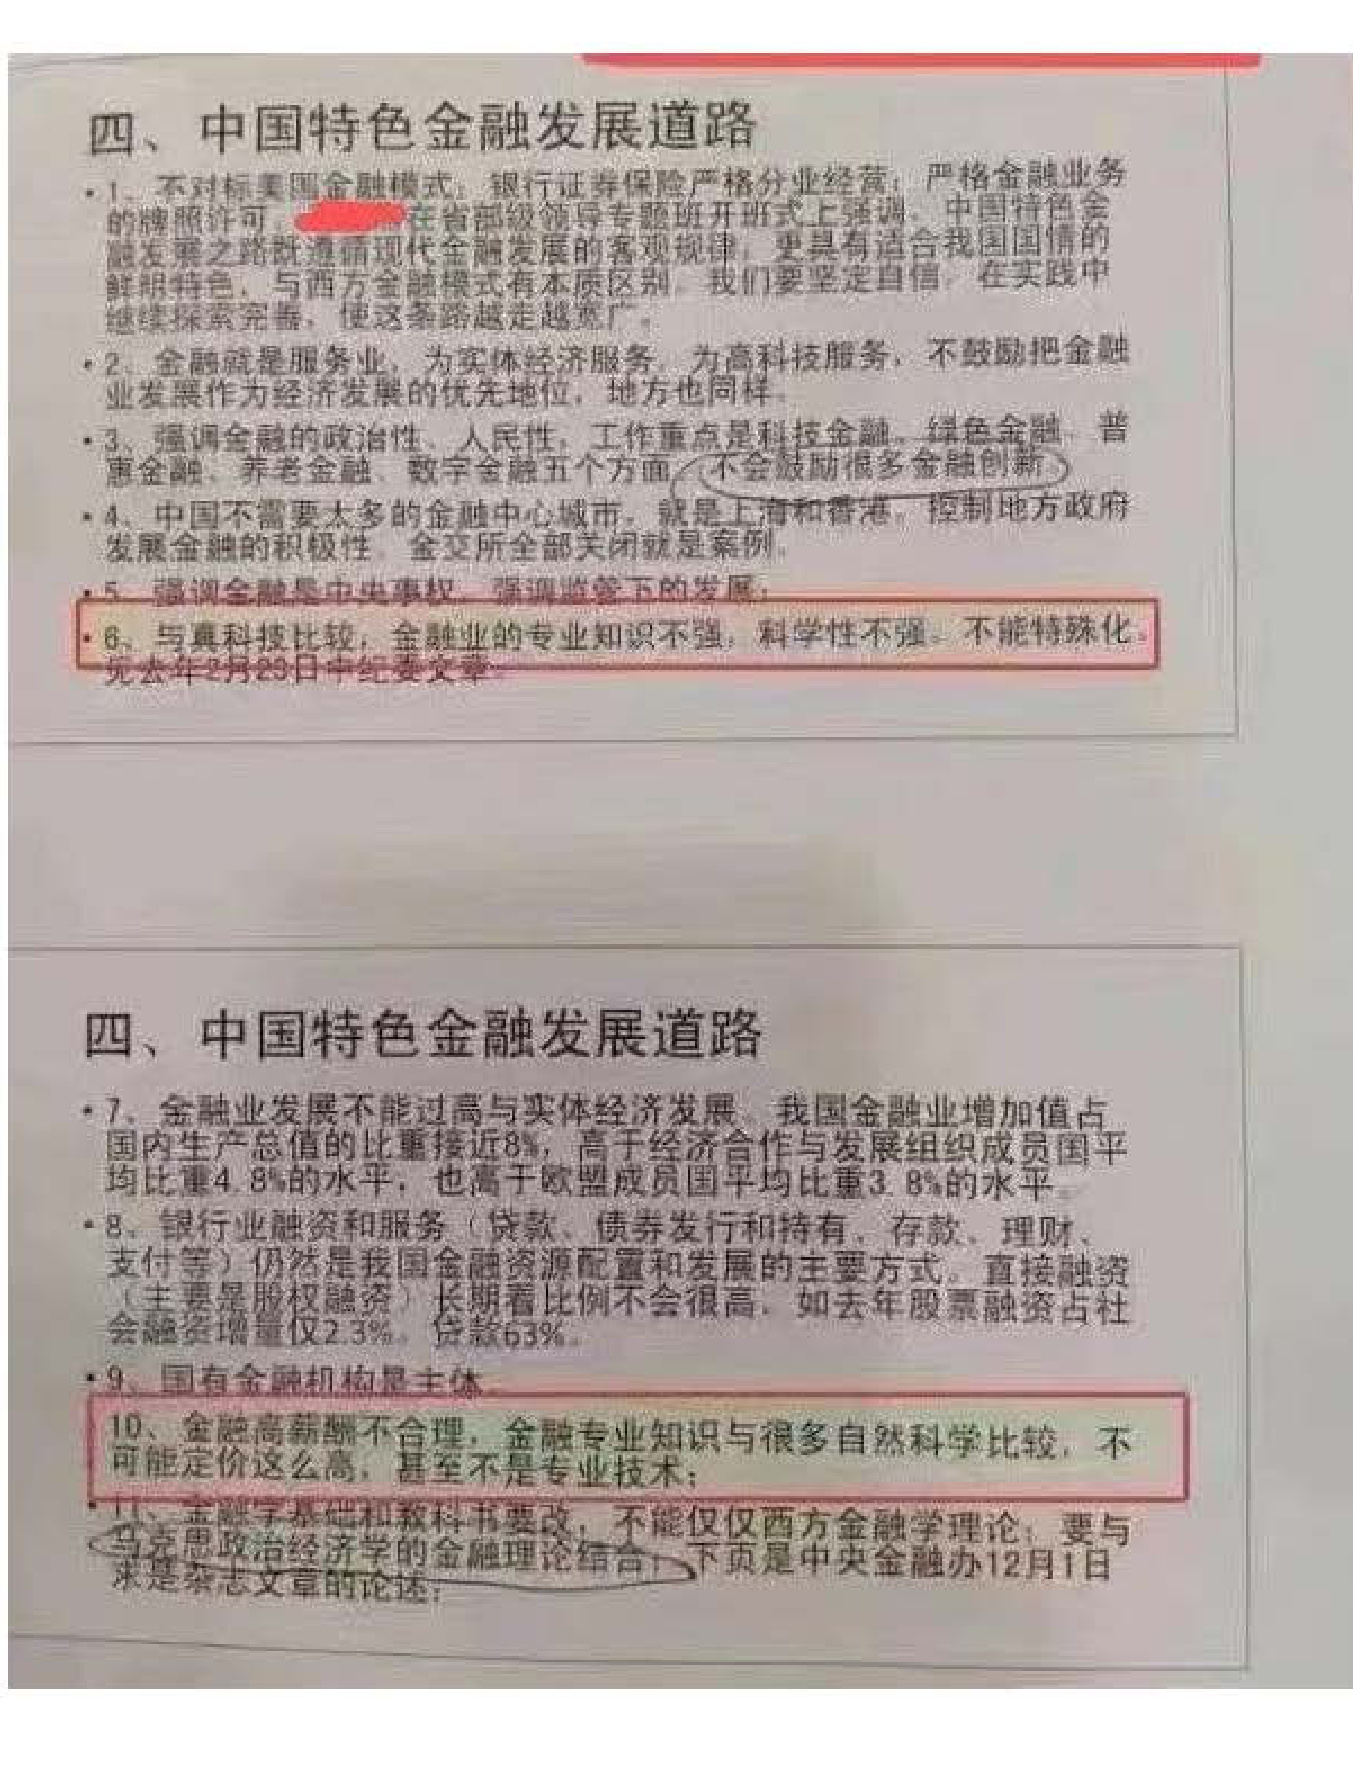 四、中国特色金融发展道路
•1、不对标美国金融模式；银行证券保险严格分业经营；严格金融业务
的牌照许可。在省部级领导专题班开班式上强调，中国特色金
融发展之路既遵循现代金融发展的客观规律，更具有适合我国国情的
鲜明特色，与西方金融模式有本质区别。我们要坚定自信，在实践中
继续探索完善，使这条路越走越宽广。
•2、金融就是服务业，为实体经济服务，为高科技服务，不鼓励把金融
业发展作为经济发展的优先地位，地方也同样。
•3、强调金融的政治性、人民性，工作重点是科技金融、绿色金融、普
惠金融、养老金融、数字金融五个方面，不会鼓励很多金融创新。
•4、中国不需要太多的金融中心城市，就是上海和香港。控制地方政府
发展金融的积极性。金交所全部关闭就是案例。
•5、强调金融是中央事权，强调监管下的发展；
•6、与真科技比较，金融业的专业知识不强，科学性不强。不能特殊化。
见去年2月23日中纪委文章。
四、中国特色金融发展道路
•7、金融业发展不能过高与实体经济发展、我国金融业增加值占
国内生产总值的比重接近8%，高于经济合作与发展组织成员国平
均比重4.8%的水平，也高于欧盟成员国平均比重3.8%的水平。
•8、银行业融资和服务（贷款、债券发行和持有、存款、理财、
支付等）仍然是我国金融资源配置和发展的主要方式。直接融资
（主要是股权融资）长期看比例不会很高，如去年股票融资占社
会融资增量仅2.3%。贷款63%。
•9、国有金融机构是主体。
10、金融高薪酬不合理，金融专业知识与很多自然科学比较，不
可能定价这么高，甚至不是专业技术；
•11、金融学基础和教科书要改，不能仅仅西方金融学理论；要与
马克思政治经济学的金融理论结合；下页是中央金融办12月1日
求是杂志文章的论述；